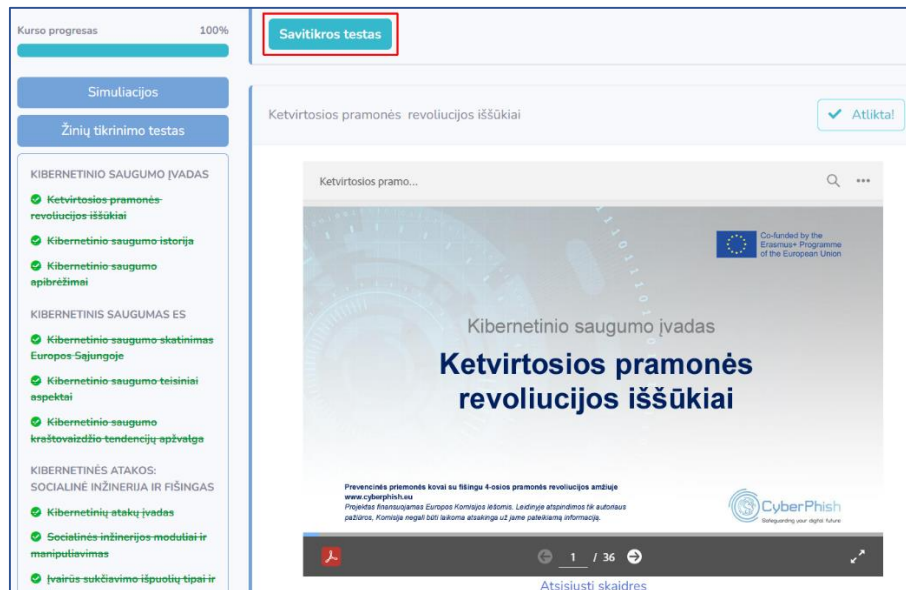 Kurso progresas 100%
Simuliacijos
Žinių tikrinimo testas
KIBERNETINIO SAUGUMO ĮVADAS
Ketvirtosios pramonės
revoliucijos iššūkiai
Kibernetinio saugumo istorija
Kibernetinio saugumo
apibrėžimai
KIBERNETINIS SAUGUMAS ES
Kibernetinio saugumo skatinimas
Europos Sąjungoje
Kibernetinio saugumo teisiniai
aspektai
Kibernetinio saugumo
kraštovaizdžio tendencijų apžvalga
KIBERNETINĖS ATAKOS:
SOCIALINĖ INŽINERIJA IR FIŠINGAS
Kibernetinių atakų įvadas
Socialinės inžinerijos moduliai ir
manipuliavimas
Įvairūs sukčiavimo išpuolių tipai ir
Savitikros testas
Ketvirtosios pramonės revoliucijos iššūkiai
Atlikta!
Ketvirtosios pramo...
Co-funded by the
Erasmus+ Programme
of the European Union
Kibernetinio saugumo įvadas
Ketvirtosios pramonės
revoliucijos iššūkiai
Prevencinės priemonės kovai su fišingu 4-osios pramonės revoliucijos amžiuje
www.cyberphish.eu
Projektas finansuojamas Europos Komisijos lėšomis. Leidinyje atspindimos tik autoriaus
pažiūros, Komisija negali būti laikoma atsakinga už jame pateikiamą informaciją.
CyberPhish
Safeguarding your digital future
1 / 36
Atsisiųsti skaidres